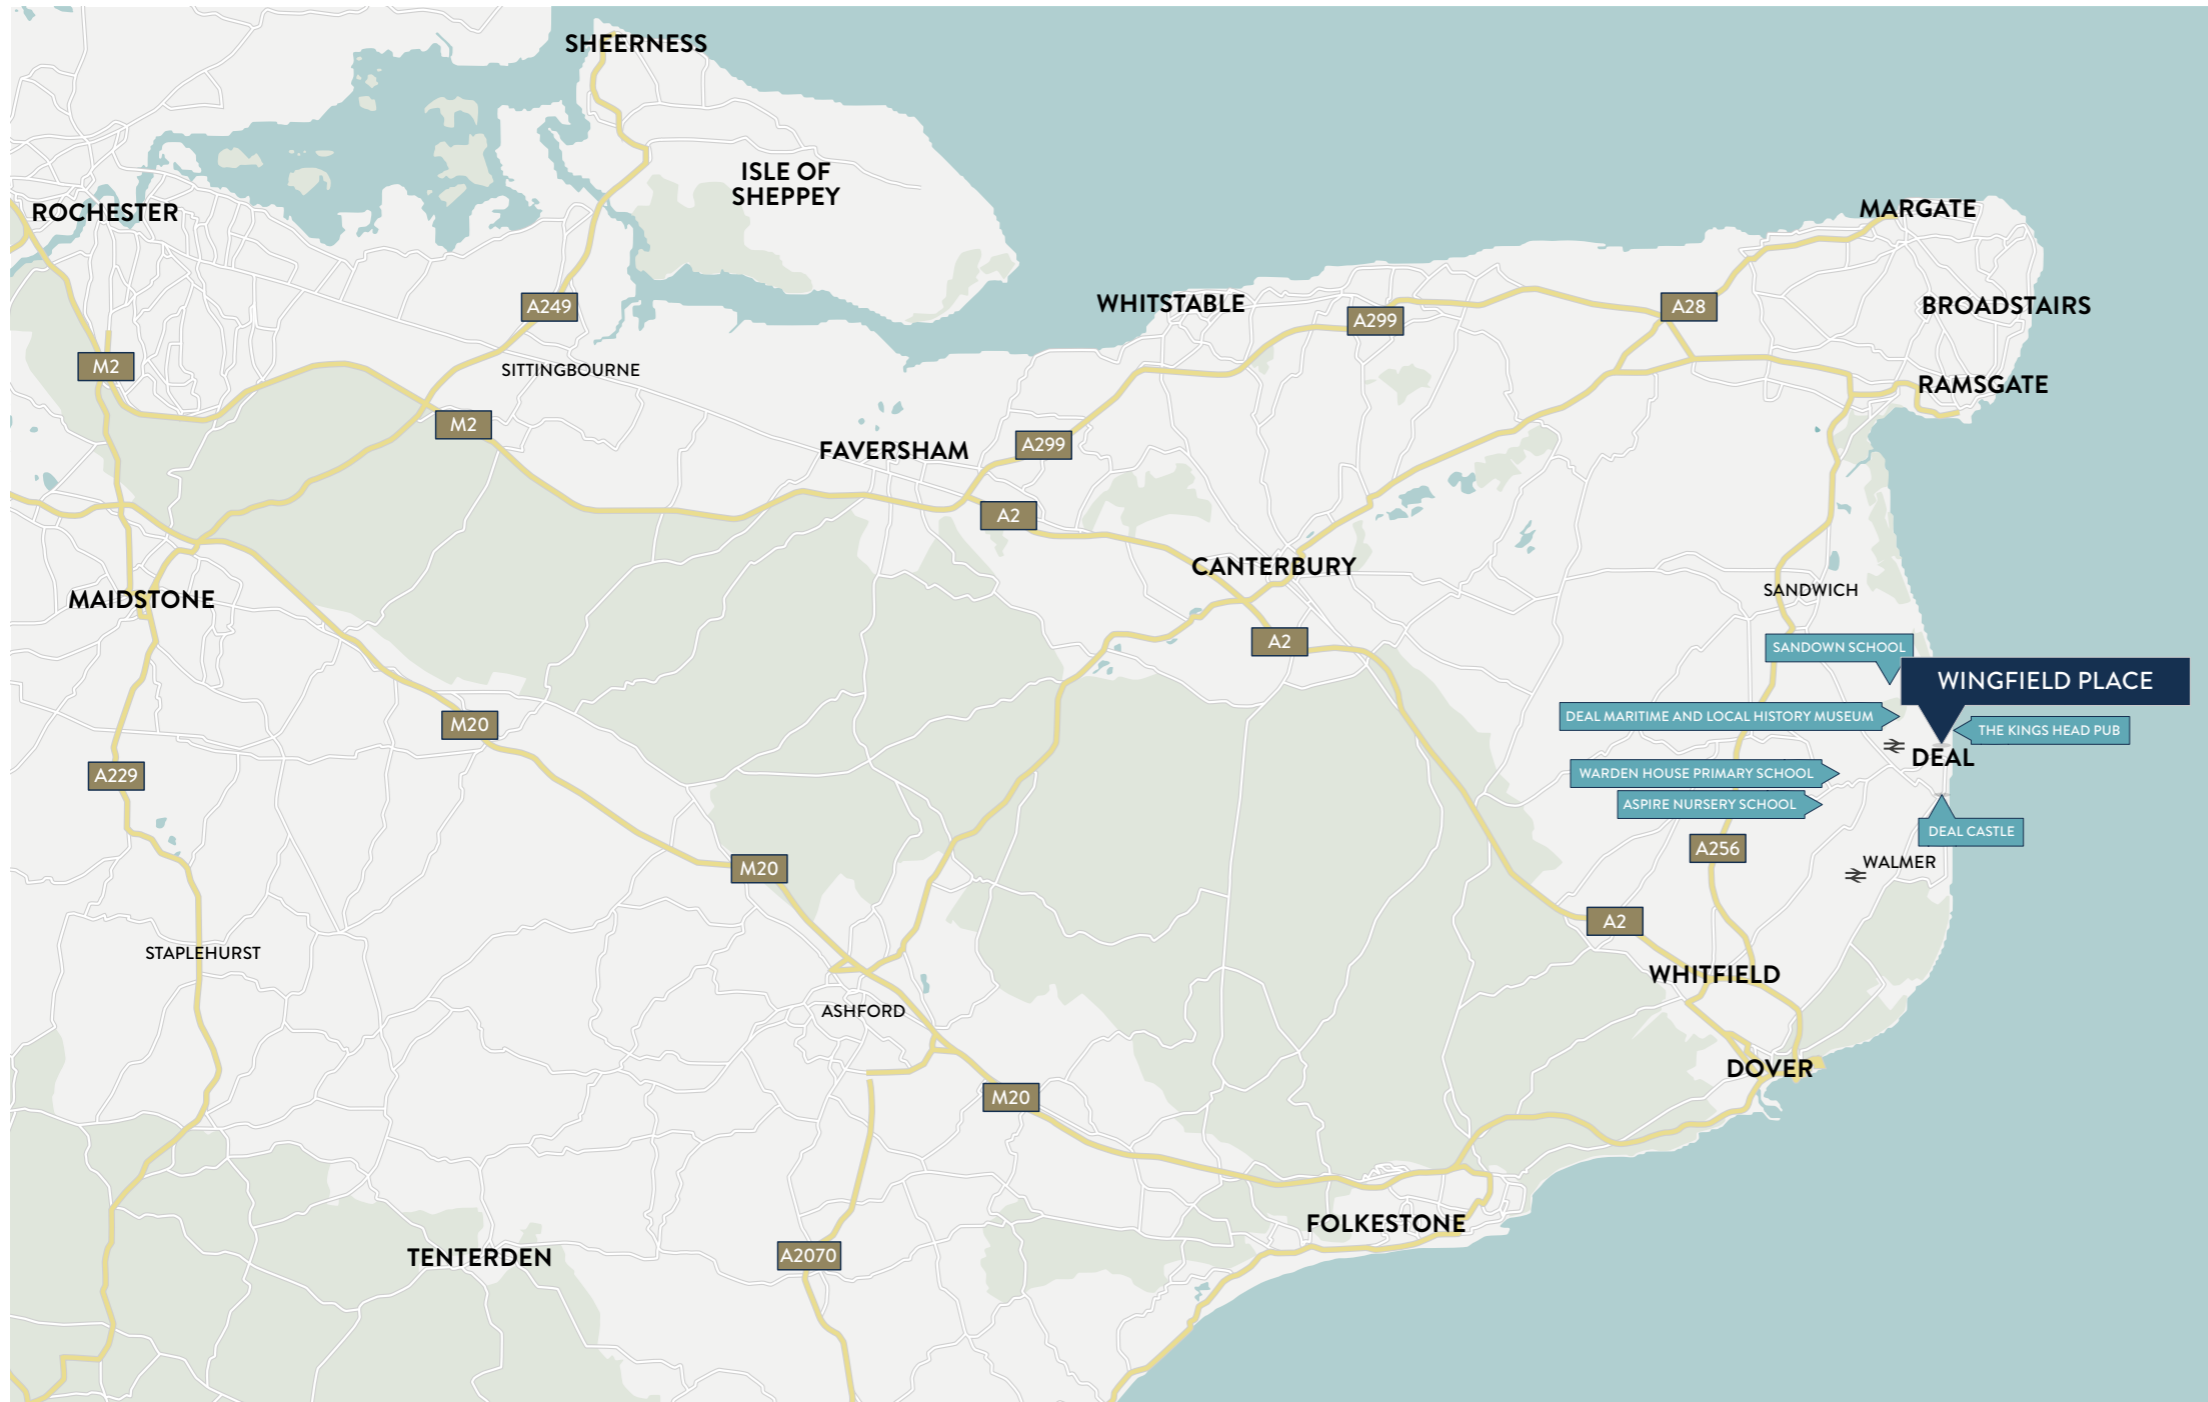 SHEERNESS
ISLE OF
SHEPPEY
ROCHESTER
MARGATE
A249
WHITSTABLE
A299
A28
BROADSTAIRS
M2
SITTINGBOURNE
RAMSGATE
M2
FAVERSHAM
A299
A2
CANTERBURY
SANDWICH
MAIDSTONE
A2
SANDOWN SCHOOL
WINGFIELD PLACE
M20
DEAL MARITIME AND LOCAL HISTORY MUSEUM
THE KINGS HEAD PUB
DEAL
A229
WARDEN HOUSE PRIMARY SCHOOL
ASPIRE NURSERY SCHOOL
DEAL CASTLE
A256
M20
WALMER
A2
STAPLEHURST
WHITFIELD
ASHFORD
DOVER
M20
FOLKESTONE
TENTERDEN
A2070